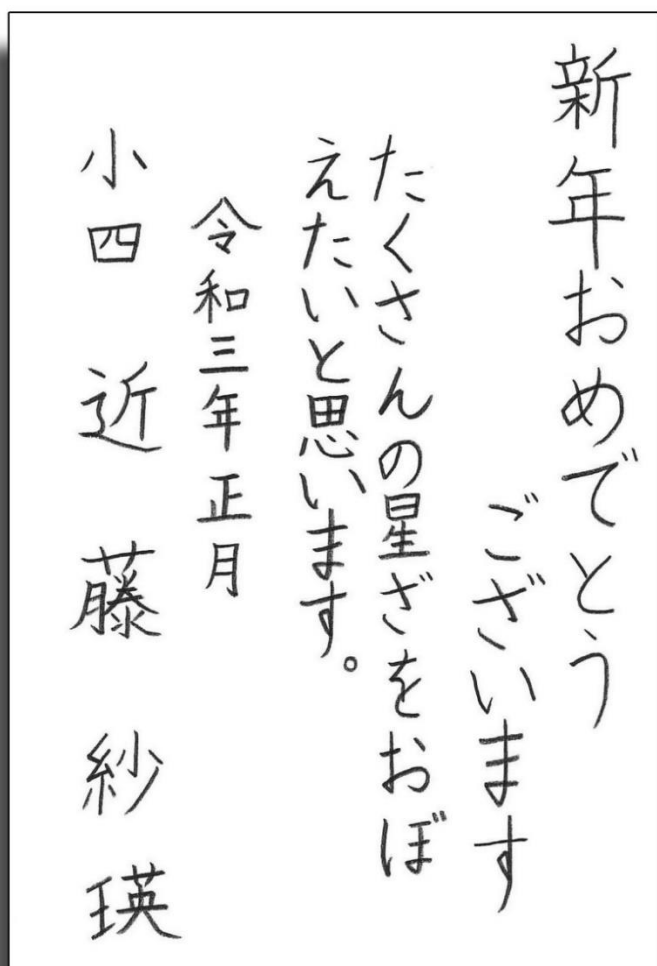 新年おめでとう
ございます
たくさんの星ざをおぼ
えたいと思います。
令和三年正月
小四 近藤紗瑛